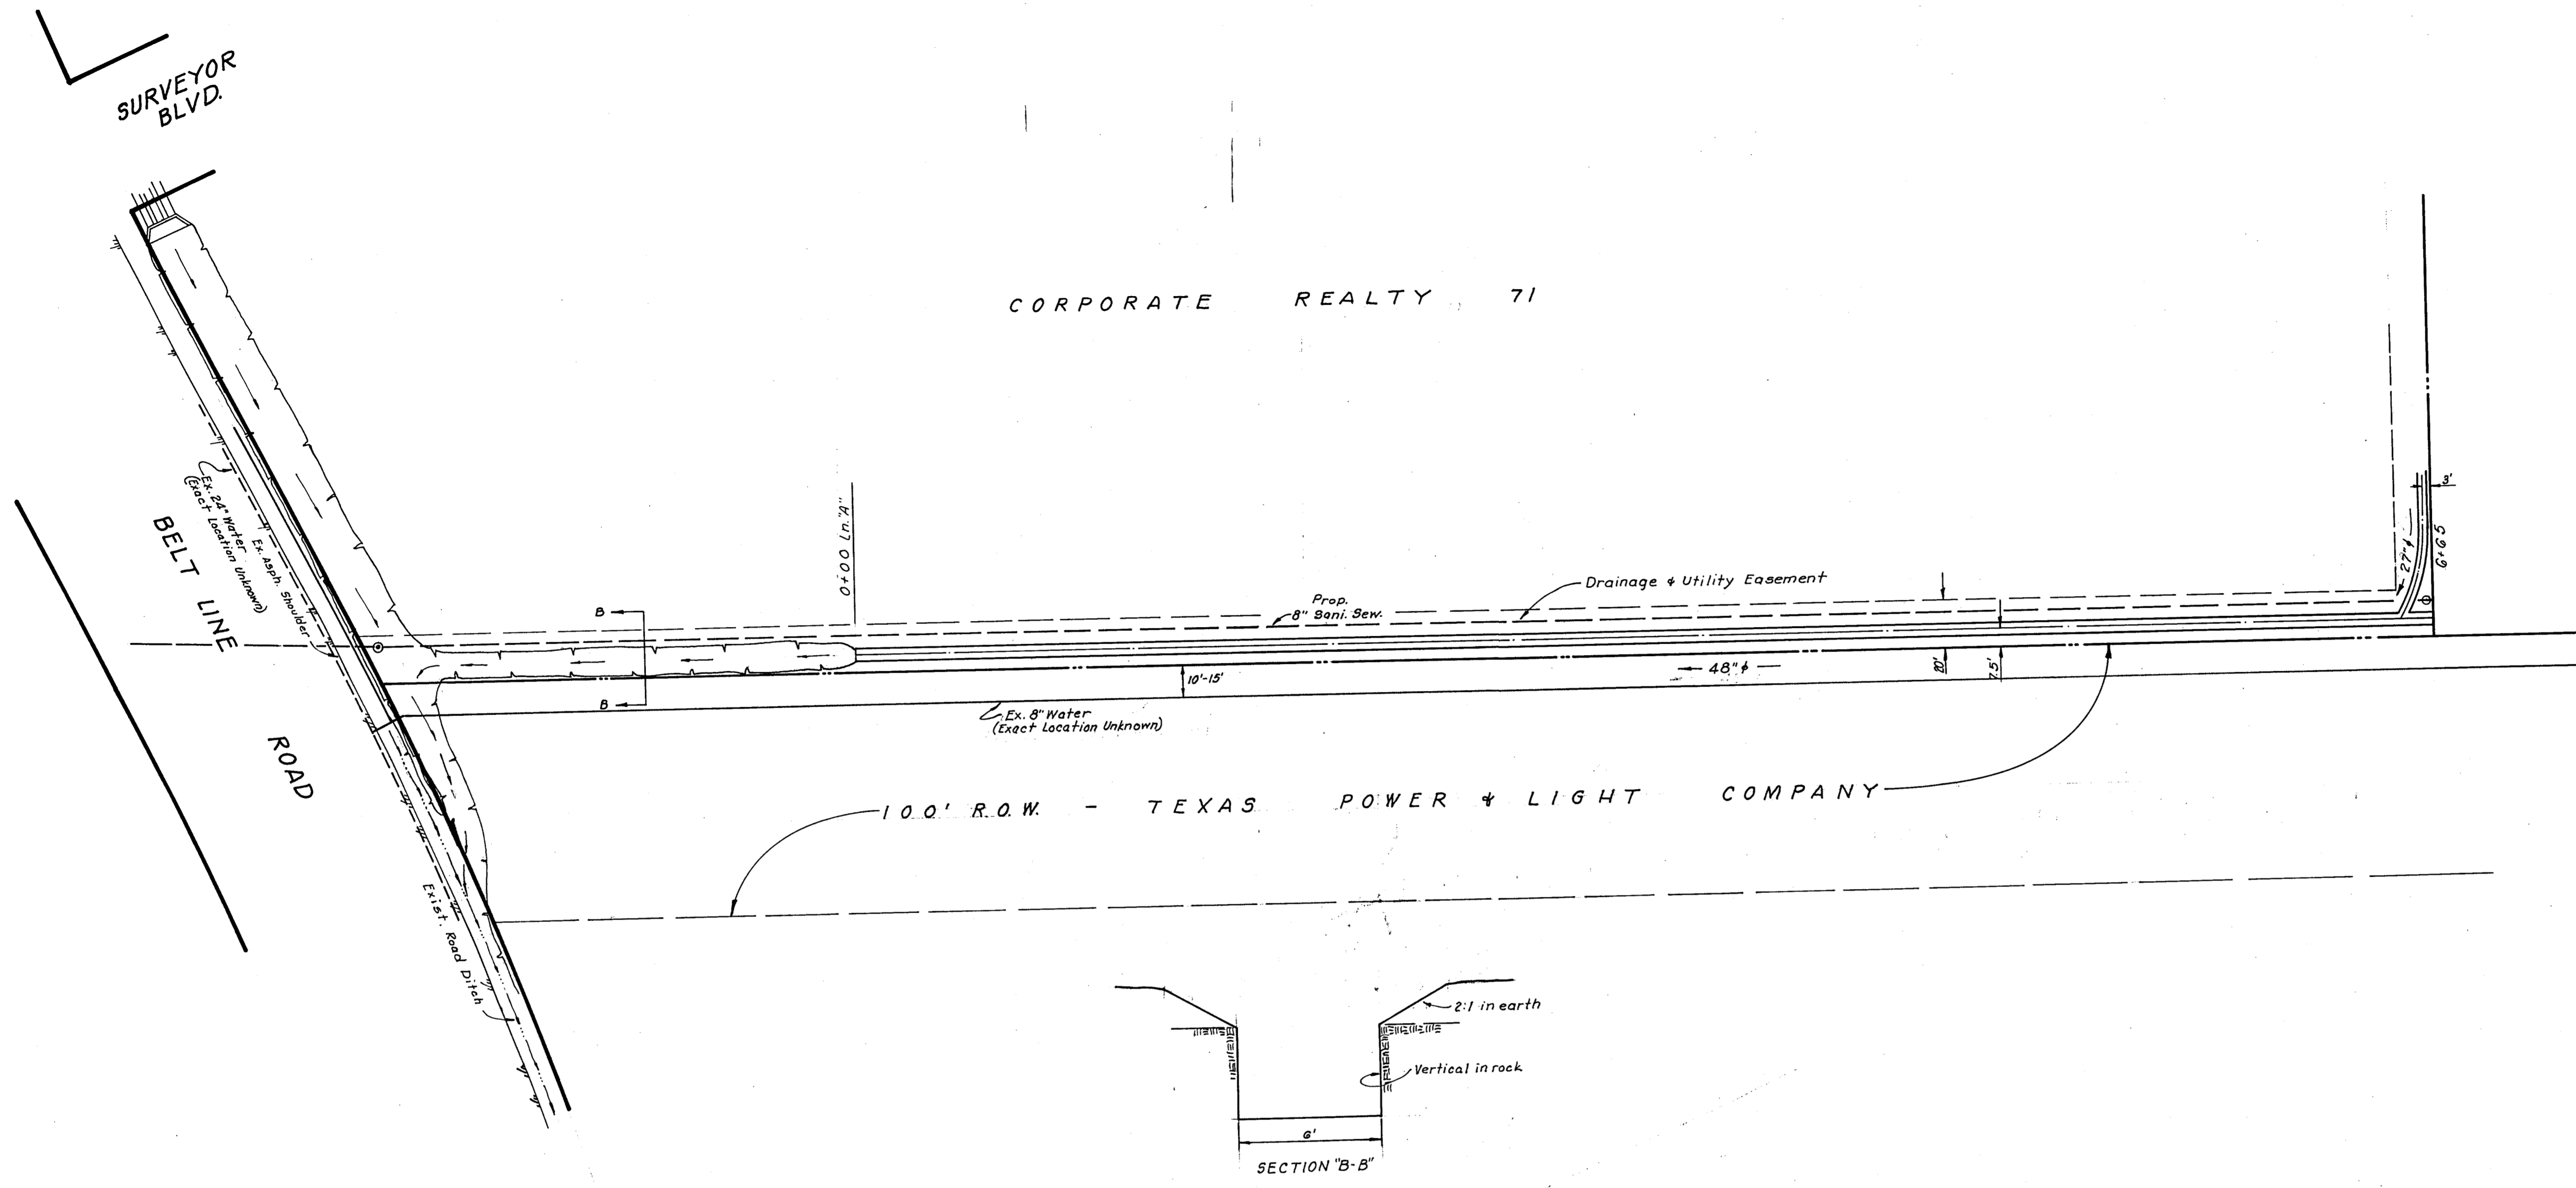 SURVEYOR
BLVD.
CORPORATE REALTY 71
Ex. 24" Water
(Exact Location Unknown)
Ex. Asph. Shoulder
BELT LINE
ROAD
0+00 Ln. "A"
3'
27"⌀
6+65
Drainage & Utility Easement
Prop.
8" Sani. Sew.
B
B
10'-15'
48"⌀
20'
7.5'
Ex. 8" Water
(Exact Location Unknown)
100' R.O.W. - TEXAS POWER & LIGHT COMPANY
Exist. Road Ditch
2:1 in earth
Vertical in rock
6'
SECTION "B-B"